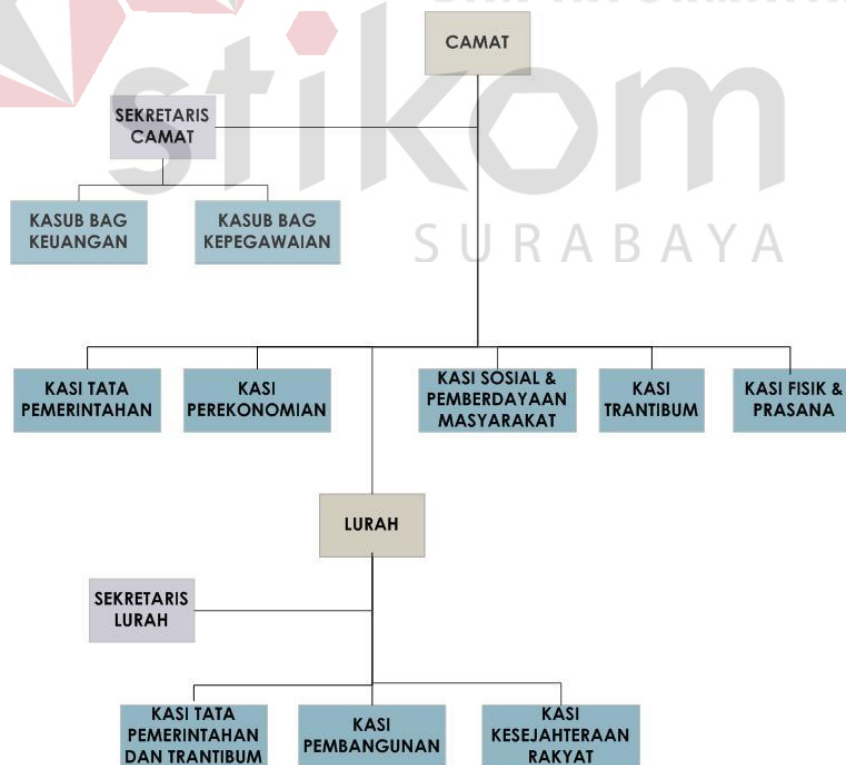 CAMAT
stikom
SURABAYA
SEKRETARIS
CAMAT
KASUB BAG
KEUANGAN
KASUB BAG
KEPEGAWAIAN
KASI TATA
PEMERINTAHAN
KASI
PEREKONOMIAN
KASI SOSIAL &
PEMBERDAYAAN
MASYARAKAT
KASI
TRANTIBUM
KASI FISIK &
PRASANA
LURAH
SEKRETARIS
LURAH
KASI TATA
PEMERINTAHAN
DAN TRANTIBUM
KASI
PEMBANGUNAN
KASI
KESEJAHTERAAN
RAKYAT